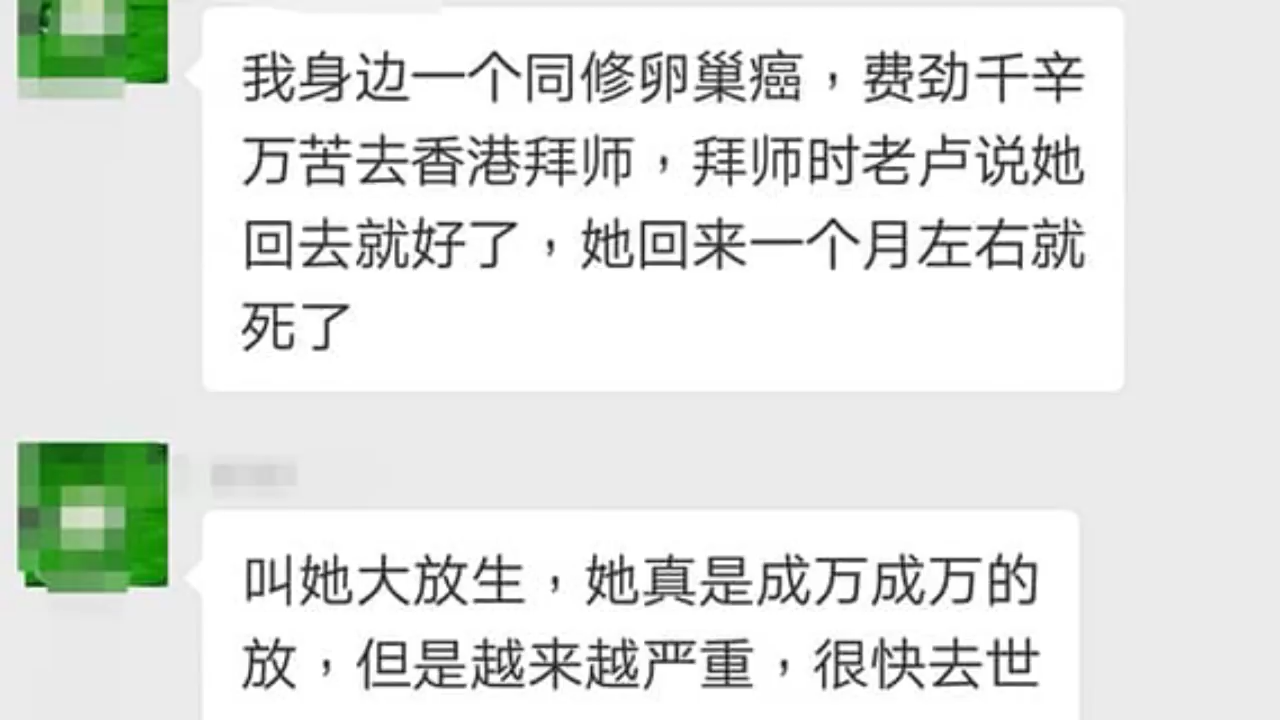 我身边一个同修卵巢癌，费劲千辛
万苦去香港拜师，拜师时老卢说她
回去就好了，她回来一个月左右就
死了
叫她大放生，她真是成万成万的
放，但是越来越严重，很快去世